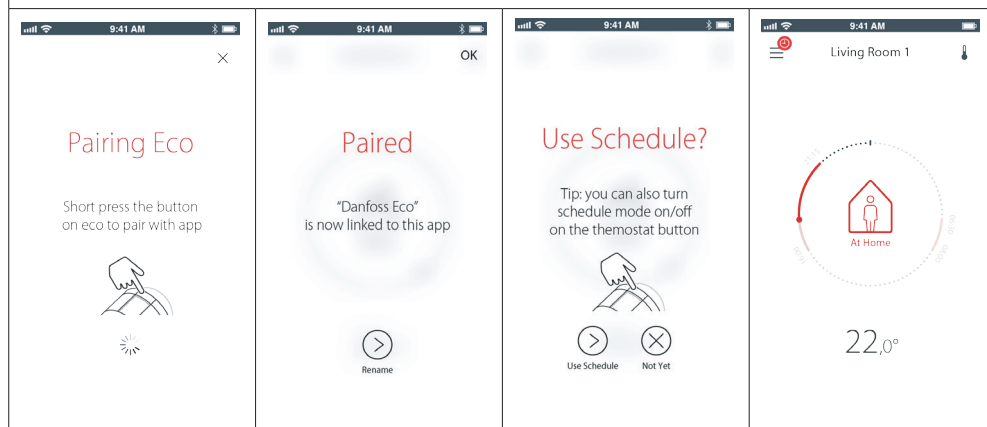 9:41 AM
Pairing Eco
Short press the button
on eco to pair with app
9:41 AM
OK
Paired
“Danfoss Eco”
is now linked to this app
Rename
9:41 AM
Use Schedule?
Tip: you can also turn
schedule mode on/off
on the themostat button
Use Schedule
Not Yet
9:41 AM
Living Room 1
At Home
22,0°